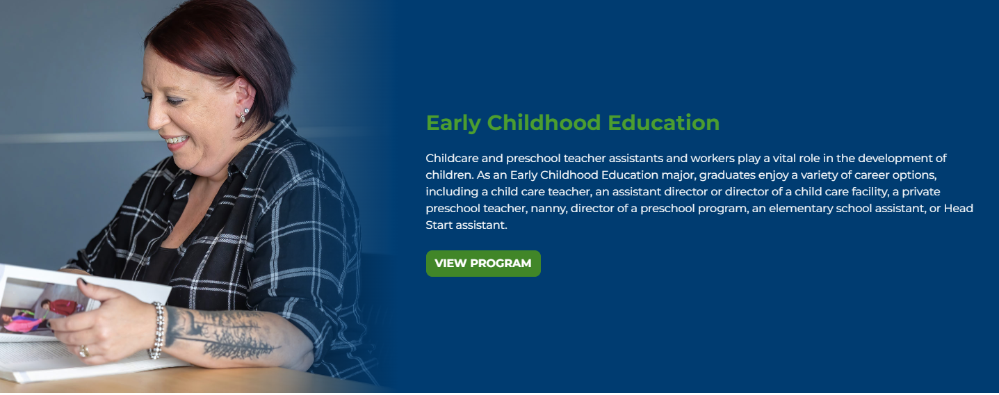 Early Childhood Education
Childcare and preschool teacher assistants and workers play a vital role in the development of
children. As an Early Childhood Education major, graduates enjoy a variety of career options,
including a child care teacher, an assistant director or director of a child care facility, a private
preschool teacher, nanny, director of a preschool program, an elementary school assistant, or Head
Start assistant.
VIEW PROGRAM